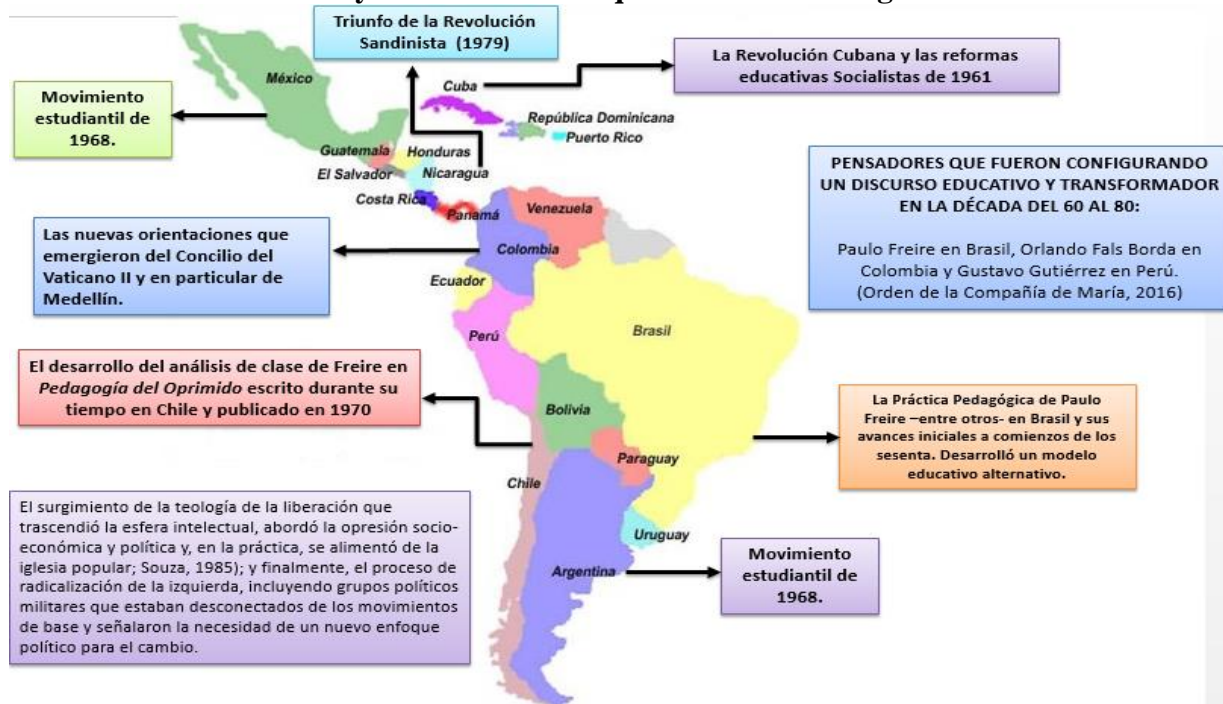 Triunfo de la Revolución
Sandinista (1979)
La Revolución Cubana y las reformas
educativas Socialistas de 1961
México
Cuba
Movimiento
estudiantil de
1968.
República Dominicana
Puerto Rico
Guatemala
Honduras
El Salvador
Nicaragua
Costa Rica
Panamá
Venezuela
PENSADORES QUE FUERON CONFIGURANDO
UN DISCURSO EDUCATIVO Y TRANSFORMADOR
EN LA DÉCADA DEL 60 AL 80:
Paulo Freire en Brasil, Orlando Fals Borda en
Colombia y Gustavo Gutiérrez en Perú.
(Orden de la Compañía de María, 2016)
Las nuevas orientaciones que
emergieron del Concilio del
Vaticano II y en particular de
Medellín.
Colombia
Ecuador
Perú
Brasil
El desarrollo del análisis de clase de Freire en
Pedagogía del Oprimido escrito durante su
tiempo en Chile y publicado en 1970
Bolivia
La Práctica Pedagógica de Paulo
Freire –entre otros- en Brasil y sus
avances iniciales a comienzos de los
sesenta. Desarrolló un modelo
educativo alternativo.
Paraguay
Chile
El surgimiento de la teología de la liberación que
trascendió la esfera intelectual, abordó la opresión socio-
económica y política y, en la práctica, se alimentó de la
iglesia popular; Souza, 1985); y finalmente, el proceso de
radicalización de la izquierda, incluyendo grupos políticos
militares que estaban desconectados de los movimientos
de base y señalaron la necesidad de un nuevo enfoque
político para el cambio.
Uruguay
Argentina
Movimiento
estudiantil de
1968.